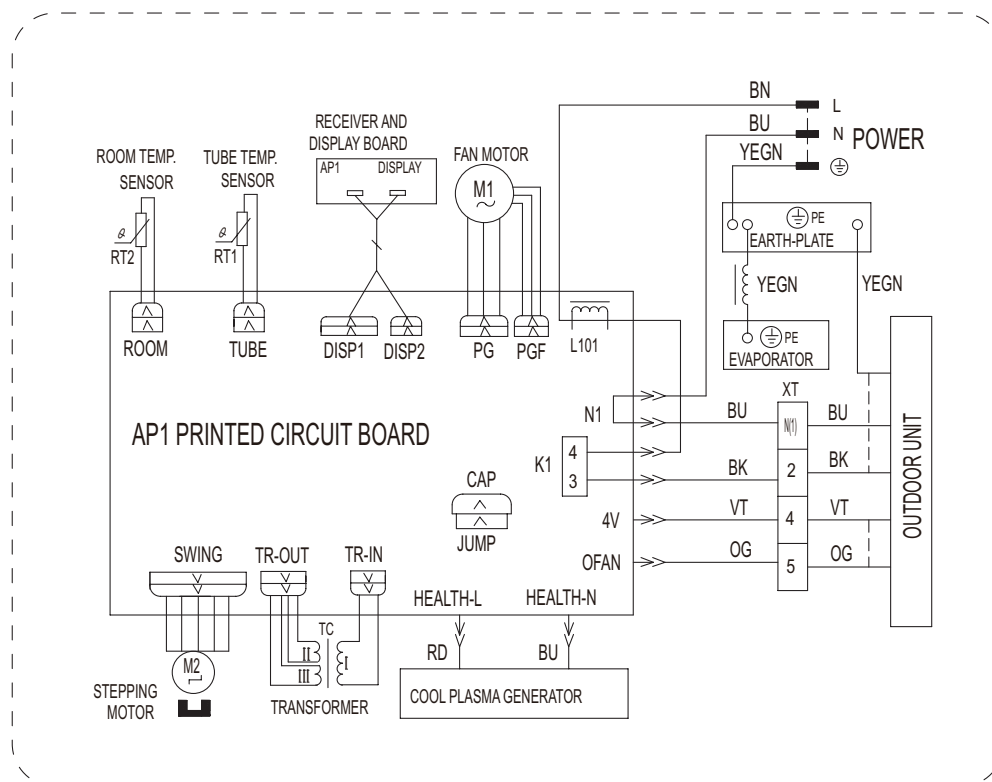 BN
L
BU
N
POWER
YEGN
RECEIVER AND
DISPLAY BOARD
AP1
DISPLAY
FAN MOTOR
M1
ROOM TEMP.
SENSOR
TUBE TEMP.
SENSOR
RT2
RT1
PE
EARTH-PLATE
YEGN
YEGN
PE
EVAPORATOR
ROOM
TUBE
DISP1
DISP2
PG
PGF
L101
XT
N1
BU
N(1)
BU
AP1 PRINTED CIRCUIT BOARD
K1
4
3
BK
2
BK
CAP
JUMP
4V
VT
4
VT
OFAN
OG
5
OG
OUTDOOR UNIT
SWING
TR-OUT
TR-IN
HEALTH-L
HEALTH-N
M2
TC
II
III
I
RD
BU
STEPPING
MOTOR
TRANSFORMER
COOL PLASMA GENERATOR